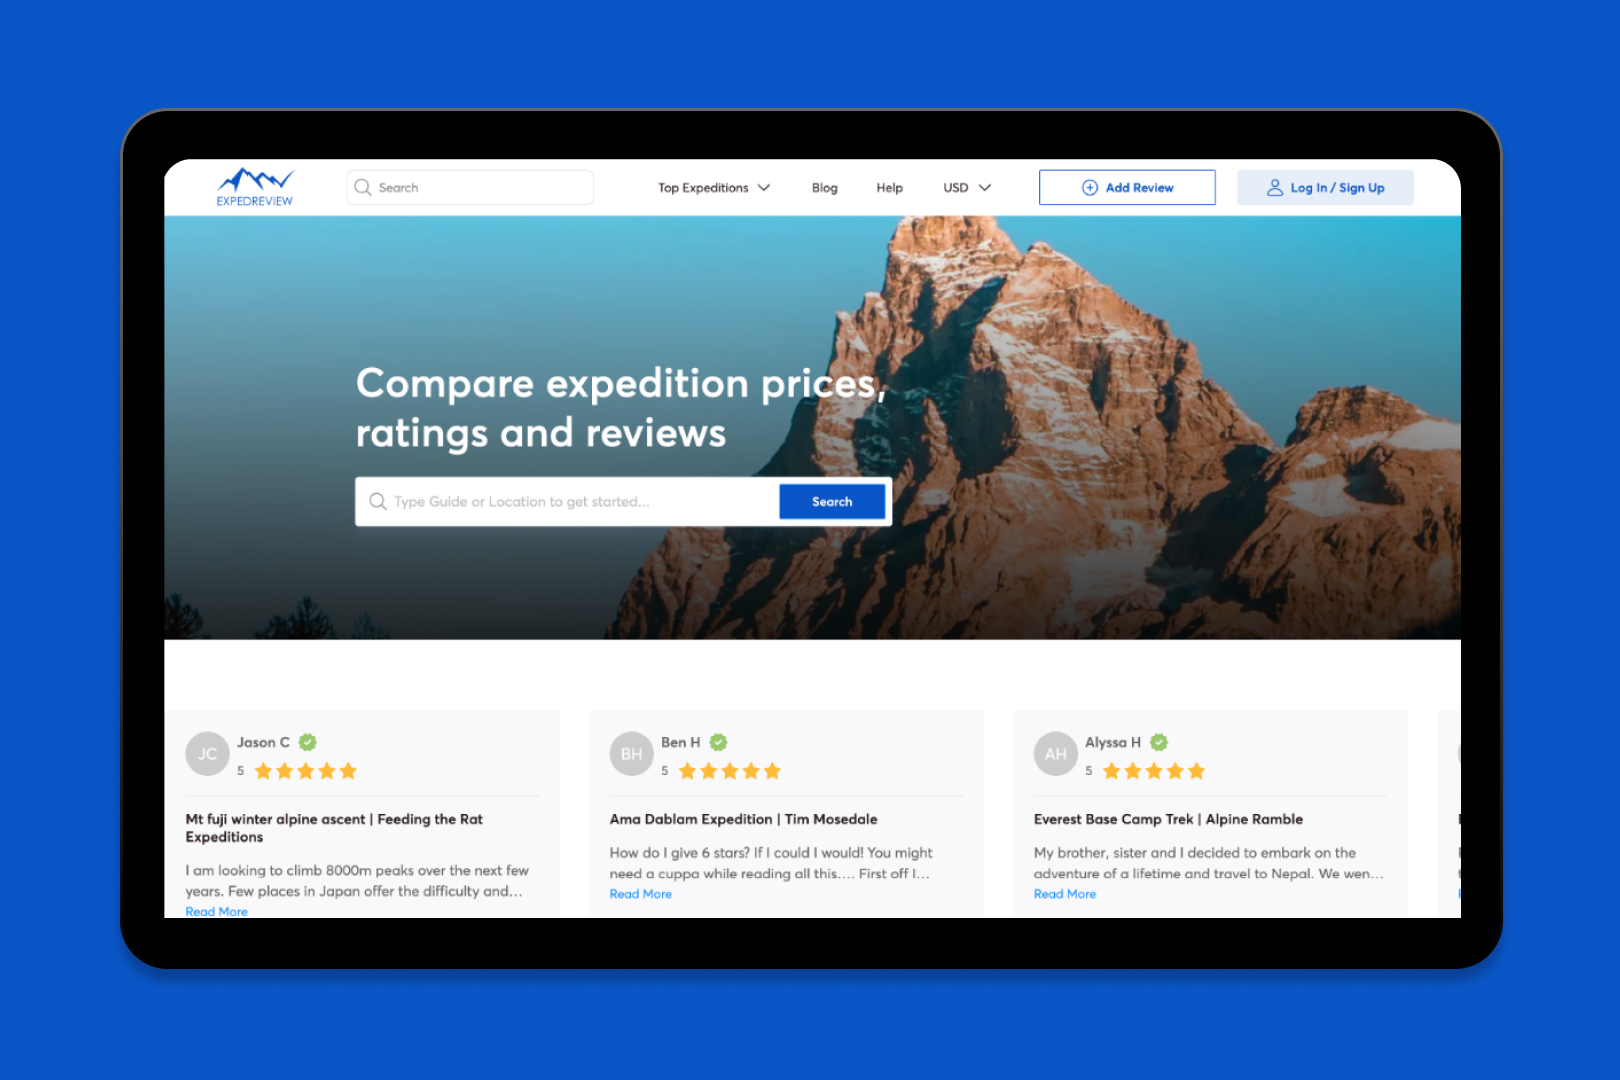 EXPEDREVIEW
Search
Top Expeditions
Blog
Help
USD
Add Review
Log In / Sign Up
Compare expedition prices,
ratings and reviews
Type Guide or Location to get started...
Search
JC
Jason C
5
Mt fuji winter alpine ascent | Feeding the Rat
Expeditions
I am looking to climb 8000m peaks over the next few
years. Few places in Japan offer the difficulty and...
Read More
BH
Ben H
5
Ama Dablam Expedition | Tim Mosedale
How do I give 6 stars? If I could I would! You might
need a cuppa while reading all this.... First off I...
Read More
AH
Alyssa H
5
Everest Base Camp Trek | Alpine Ramble
My brother, sister and I decided to embark on the
adventure of a lifetime and travel to Nepal. We wen...
Read More